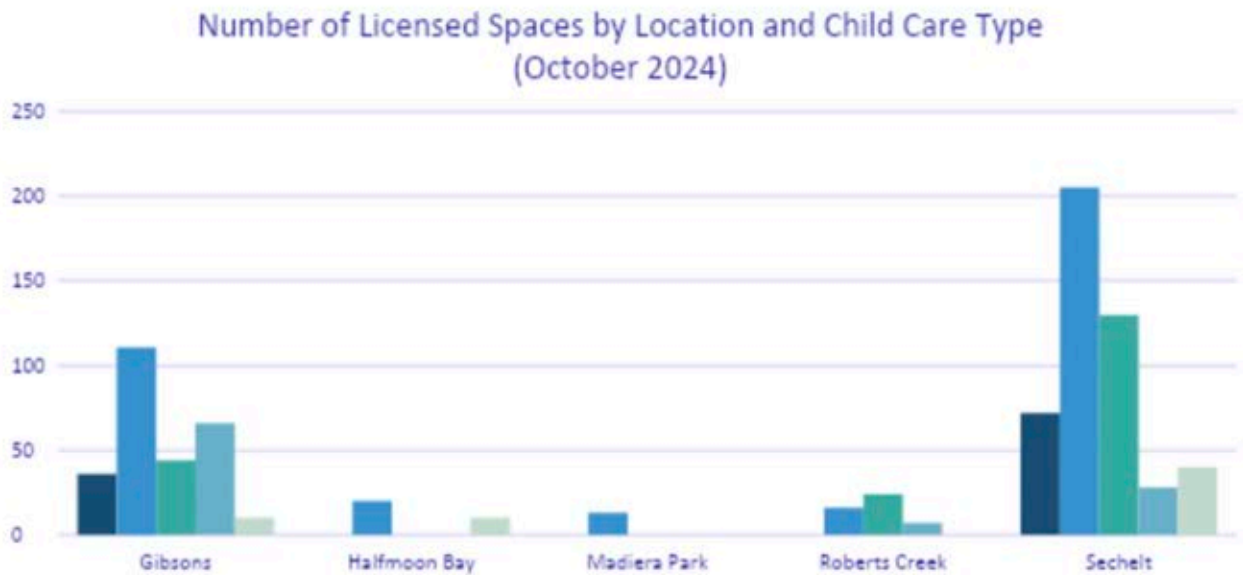 Number of Licensed Spaces by Location and Child Care Type
(October 2024)
250
200
150
100
50
0
Gibsons Halfmoon Bay Madiera Park Roberts Creek Sechelt